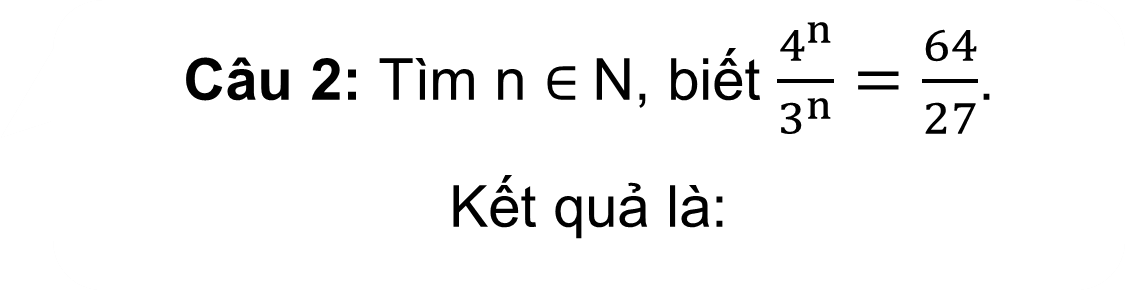 Câu 2: Tìm n ∈ N, biết 4ⁿ/3ⁿ = 64/27.
Kết quả là: